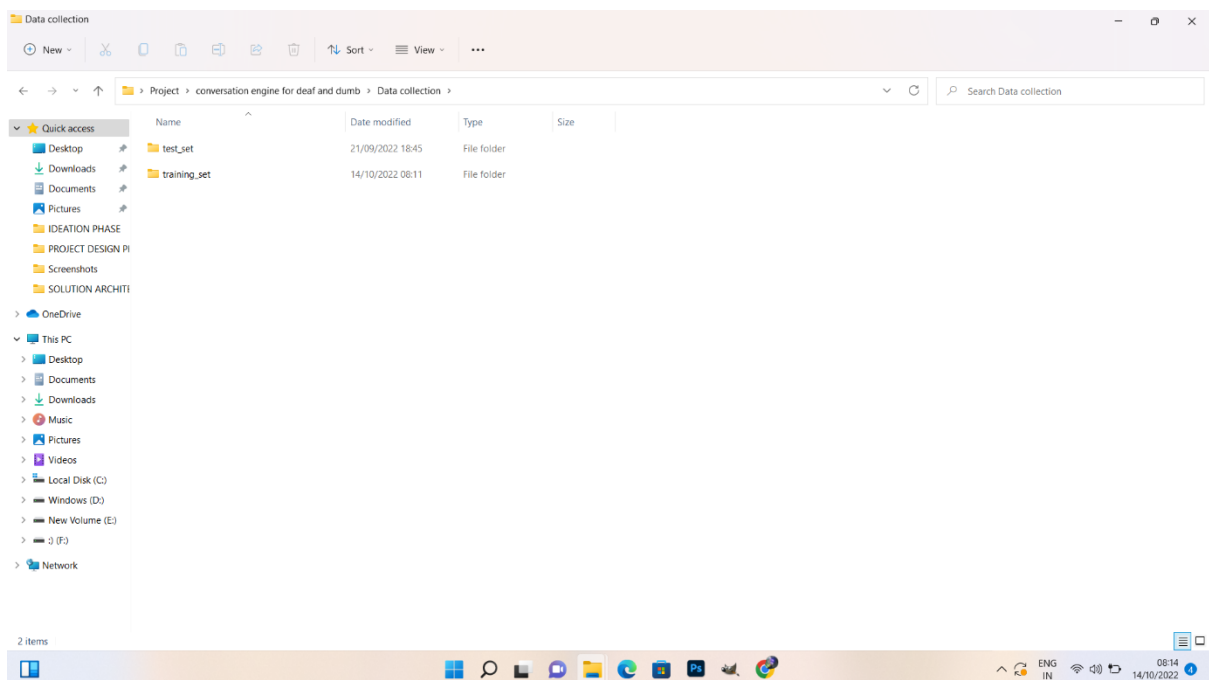 Data collection
New
Sort
View
Project > conversation engine for deaf and dumb > Data collection >
Search Data collection
Name Date modified Type Size
test_set 21/09/2022 18:45 File folder
training_set 14/10/2022 08:11 File folder
Quick access
Desktop
Downloads
Documents
Pictures
IDEATION PHASE
PROJECT DESIGN PI
Screenshots
SOLUTION ARCHITE
OneDrive
This PC
Desktop
Documents
Downloads
Music
Pictures
Videos
Local Disk (C:)
Windows (D:)
New Volume (E:)
:) (F:)
Network
2 items
Ps
ENG
IN
08:14
14/10/2022
4